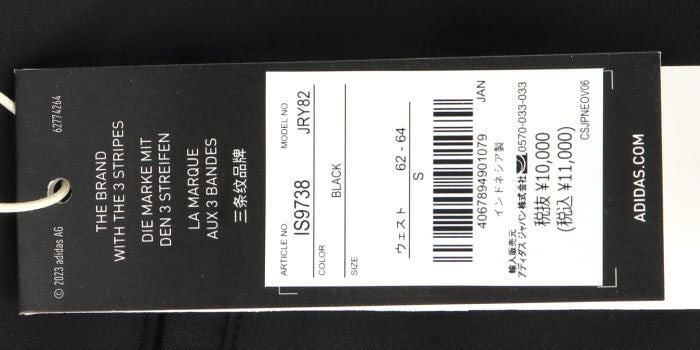 © 2023 adidas AG
62774264
THE BRAND
WITH THE 3 STRIPES
DIE MARKE MIT
DEN 3 STREIFEN
LA MARQUE
AUX 3 BANDES
三条纹品牌
ARTICLE NO.
MODEL NO.
IS9738
JRY82
COLOR
BLACK
SIZE
ウェスト 62 - 64
S
4067894901079
JAN
インドネシア製
輸入販売元
アディダス ジャパン株式会社 0570-033-033
税抜 ¥10,000
(税込 ¥11,000)
CSJPNEOV06
ADIDAS.COM